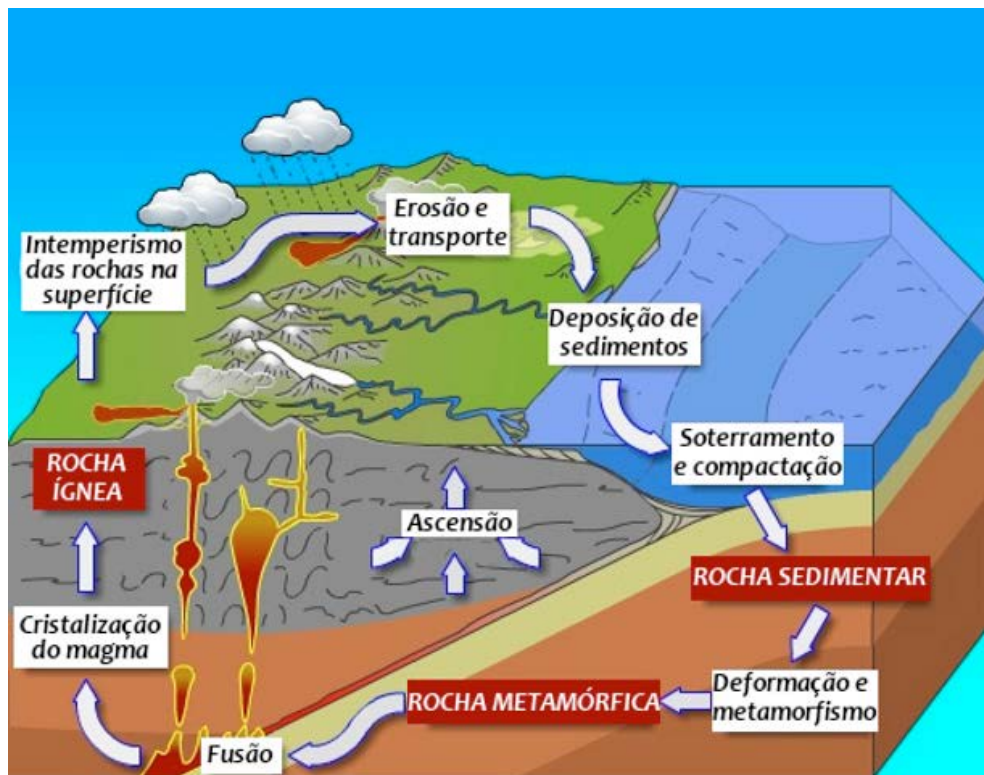 Erosão e
transporte
Intemperismo
das rochas na
superfície
Deposição de
sedimentos
Soterramento
e compactação
ROCHA
ÍGNEA
Ascensão
ROCHA SEDIMENTAR
Cristalização
do magma
Deformação e
metamorfismo
ROCHA METAMÓRFICA
Fusão